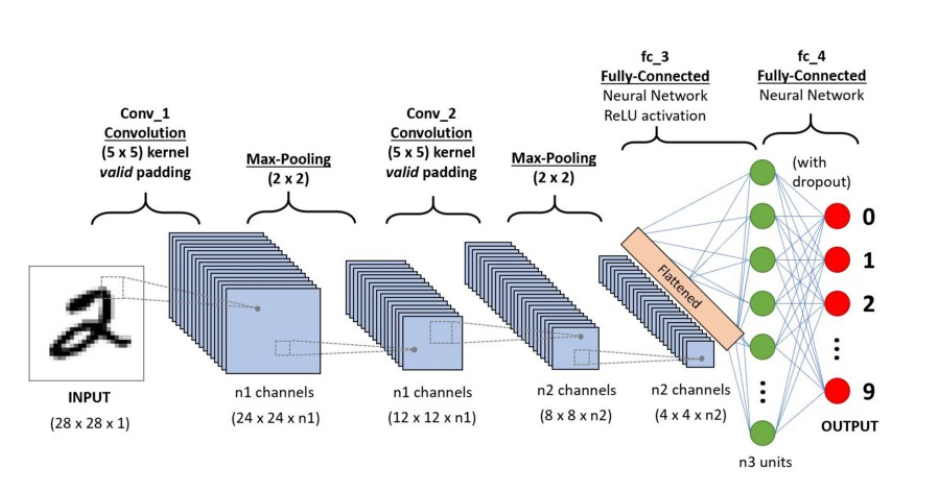 Conv_1
Convolution
(5 x 5) kernel
valid padding
Max-Pooling
(2 x 2)
Conv_2
Convolution
(5 x 5) kernel
valid padding
Max-Pooling
(2 x 2)
fc_3
Fully-Connected
Neural Network
ReLU activation
fc_4
Fully-Connected
Neural Network
(with
dropout)
2
INPUT
(28 x 28 x 1)
n1 channels
(24 x 24 x n1)
n1 channels
(12 x 12 x n1)
n2 channels
(8 x 8 x n2)
n2 channels
(4 x 4 x n2)
Flattened
n3 units
0
1
2
⋮
9
OUTPUT